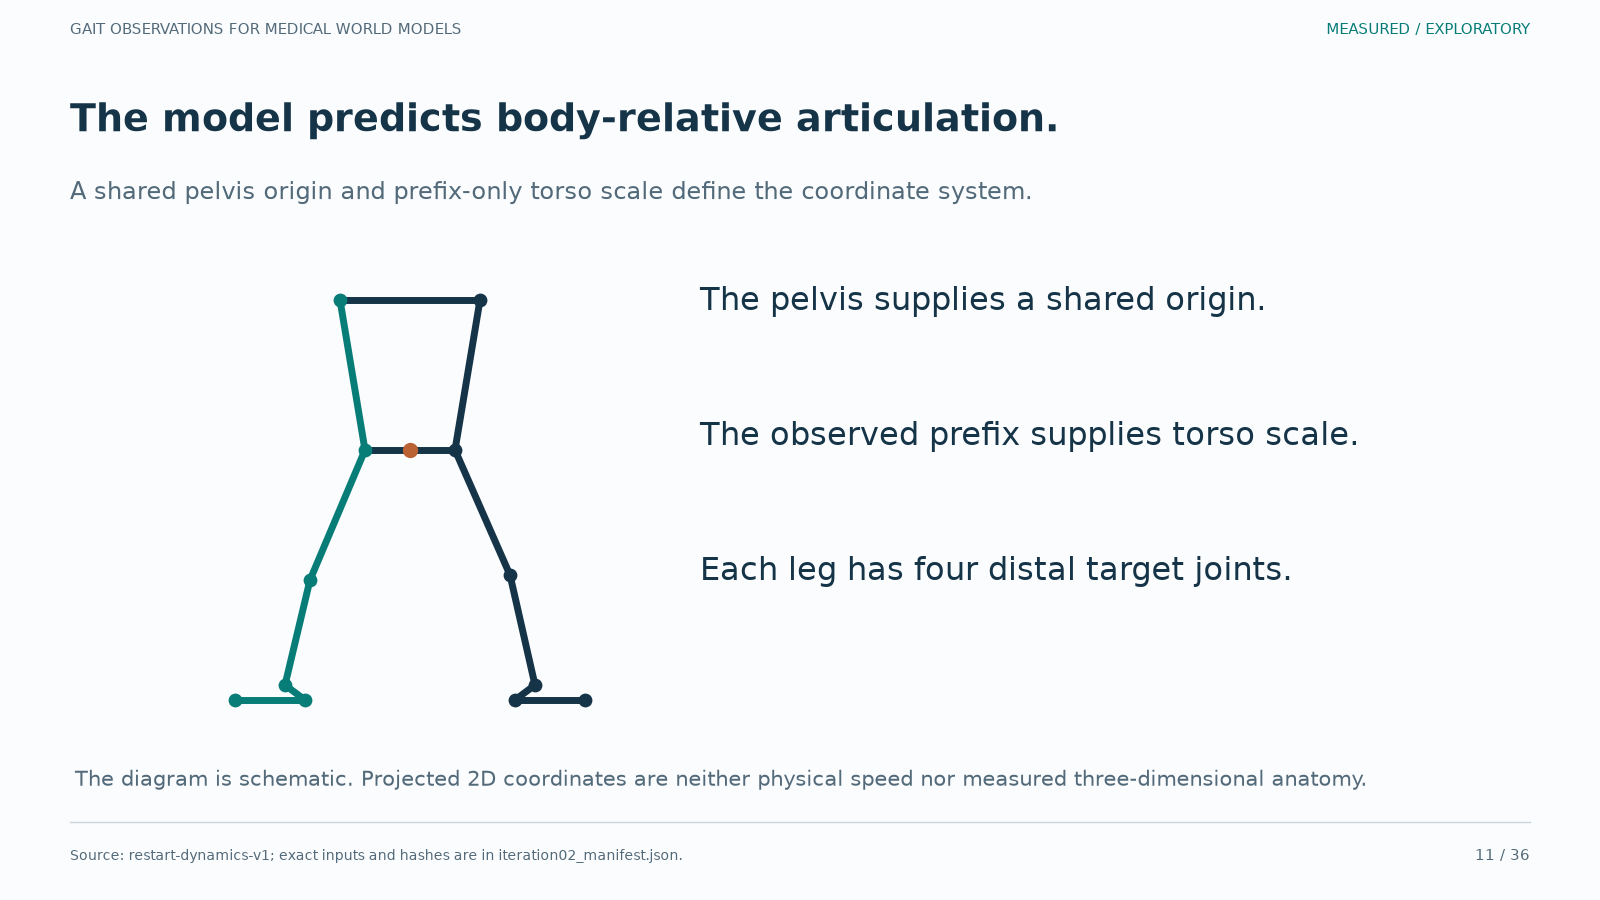 GAIT OBSERVATIONS FOR MEDICAL WORLD MODELS
MEASURED / EXPLORATORY
The model predicts body-relative articulation.
A shared pelvis origin and prefix-only torso scale define the coordinate system.
The pelvis supplies a shared origin.
The observed prefix supplies torso scale.
Each leg has four distal target joints.
The diagram is schematic. Projected 2D coordinates are neither physical speed nor measured three-dimensional anatomy.
Source: restart-dynamics-v1; exact inputs and hashes are in iteration02_manifest.json.
11 / 36